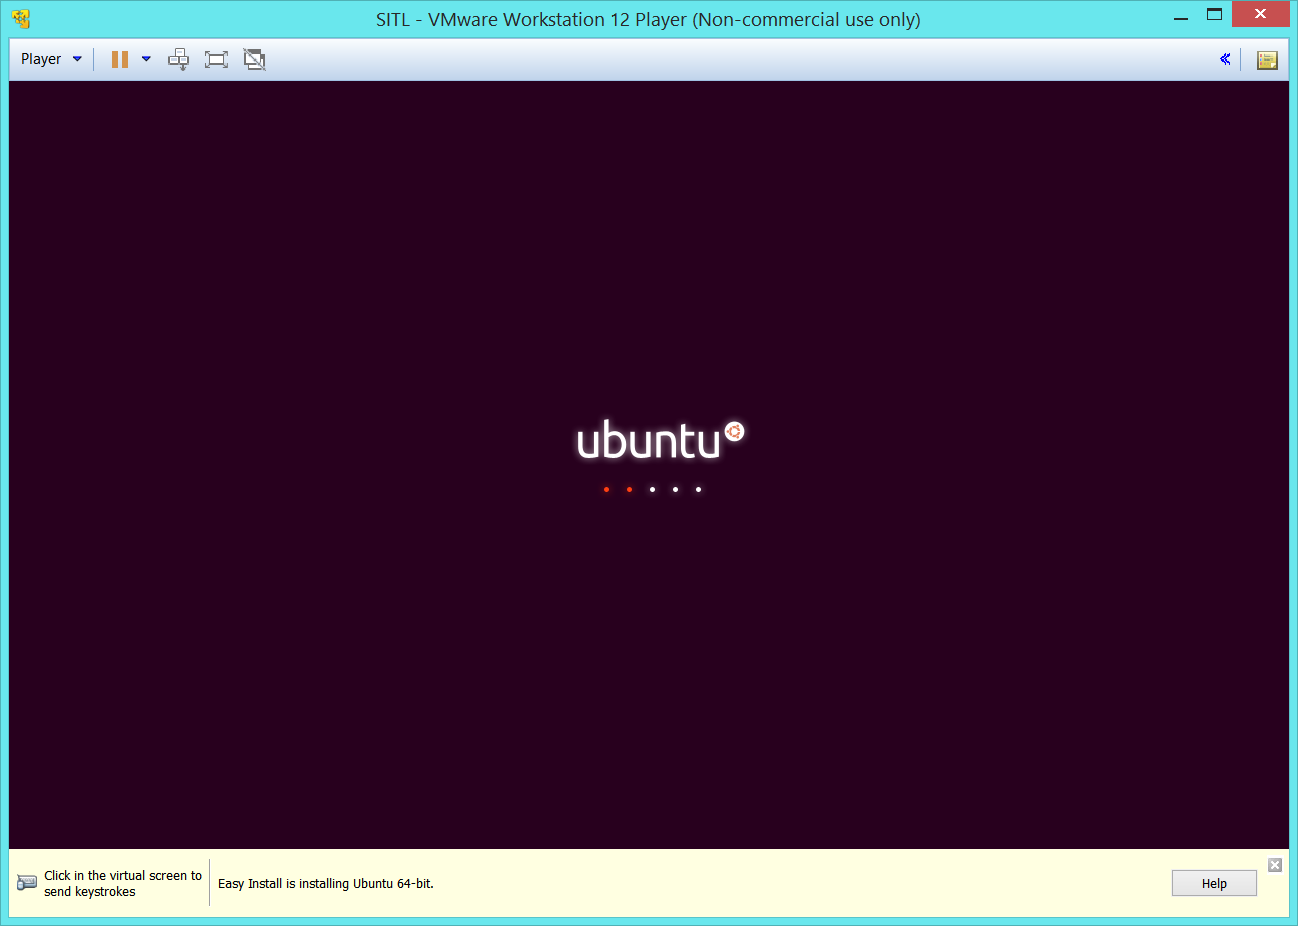 SITL - VMware Workstation 12 Player (Non-commercial use only)
Player
ubuntu
Click in the virtual screen to
send keystrokes
Easy Install is installing Ubuntu 64-bit.
Help